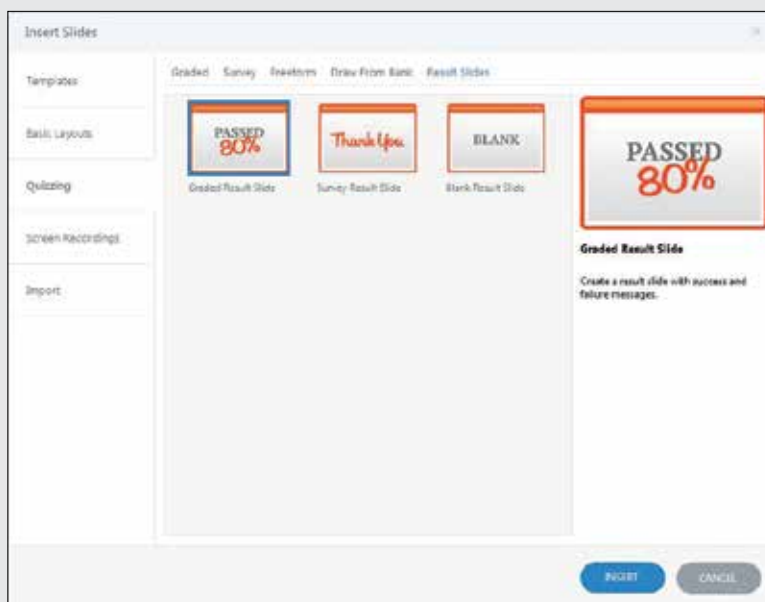 Insert Slides
Templates
Basic Layouts
Quizzing
Screen Recordings
Import
Graded Survey Freeform Draw From Bank Result Slides
PASSED
80%
Graded Result Slide
Thank You
Survey Result Slide
BLANK
Blank Result Slide
PASSED
80%
Graded Result Slide
Create a result slide with success and
failure messages.
INSERT
CANCEL